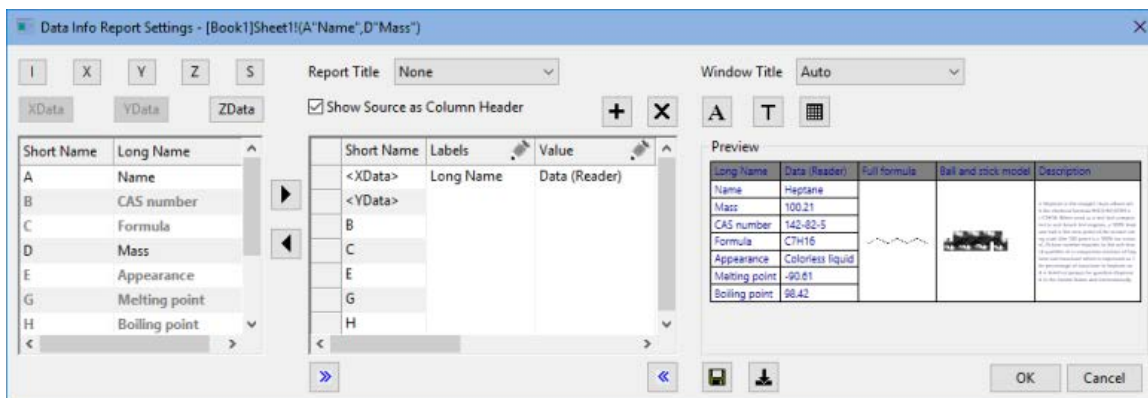 Data Info Report Settings - [Book1]Sheet1!(A"Name",D"Mass")
I X Y Z S
Report Title None
Window Title Auto
XData YData ZData
Show Source as Column Header
A T
Short Name Long Name
A Name
B CAS number
C Formula
D Mass
E Appearance
G Melting point
H Boiling point
Short Name Labels Value
<XData> Long Name Data (Reader)
<YData>
B
C
E
G
H
Preview
Long Name Data (Reader) Full formula Ball and stick model Description
Name Heptane
Mass 100.21
CAS number 142-82-5
Formula C7H16
Appearance Colorless liquid
Melting point -90.61
Boiling point 98.42
OK Cancel